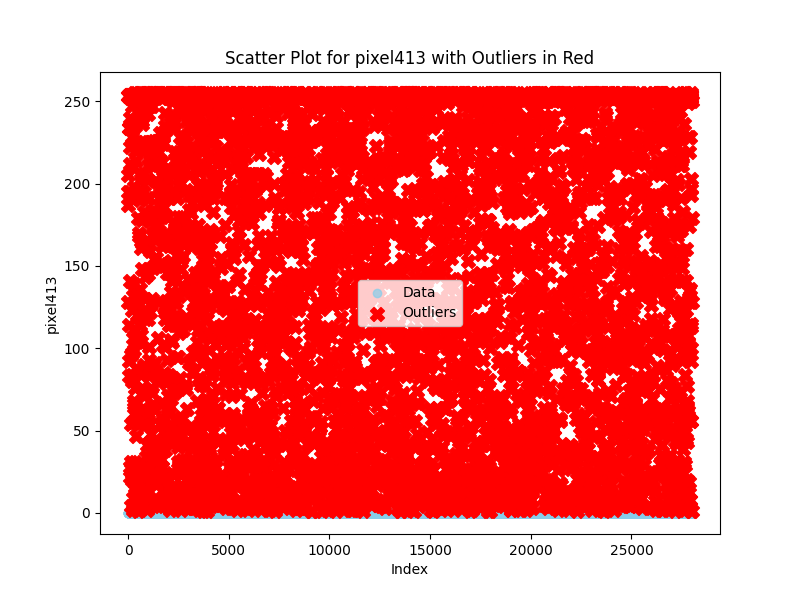 Scatter Plot for pixel413 with Outliers in Red
250
200
150
100
50
0
pixel413
Data
Outliers
0
5000
10000
15000
20000
25000
Index